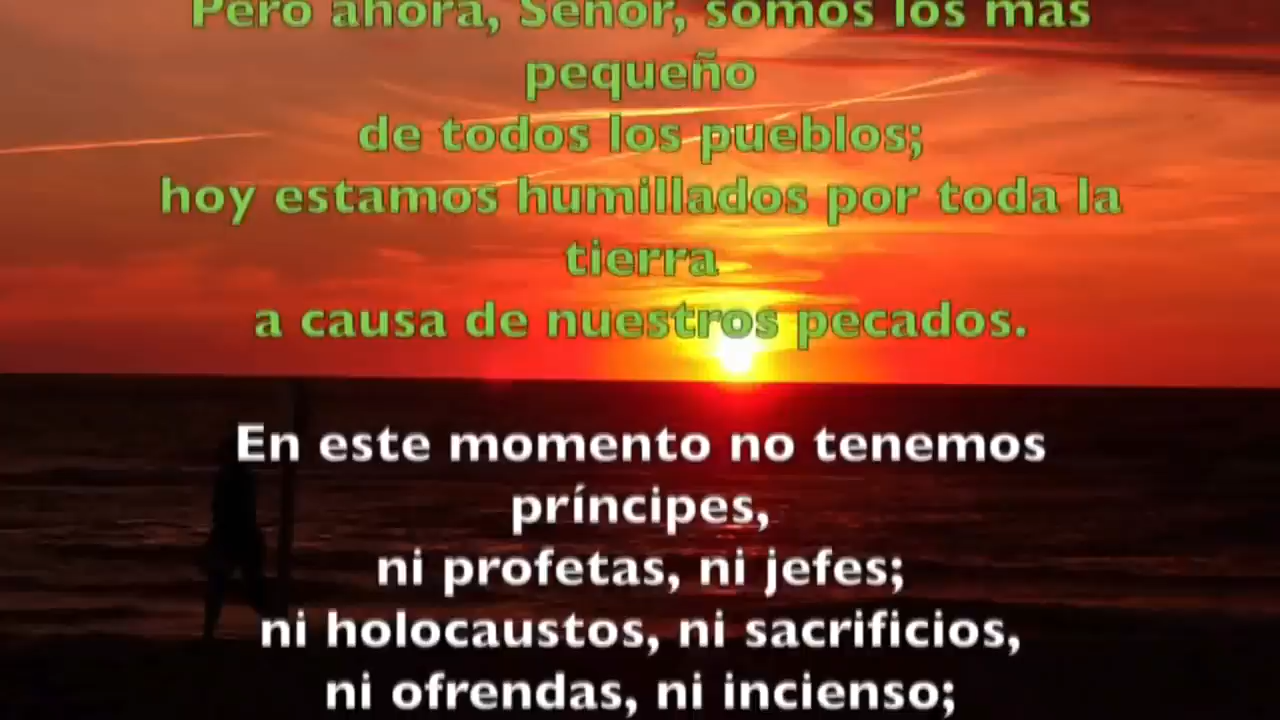 Pero ahora, Señor, somos los más
pequeño
de todos los pueblos;
hoy estamos humillados por toda la
tierra
a causa de nuestros pecados.
En este momento no tenemos
príncipes,
ni profetas, ni jefes;
ni holocaustos, ni sacrificios,
ni ofrendas, ni incienso;